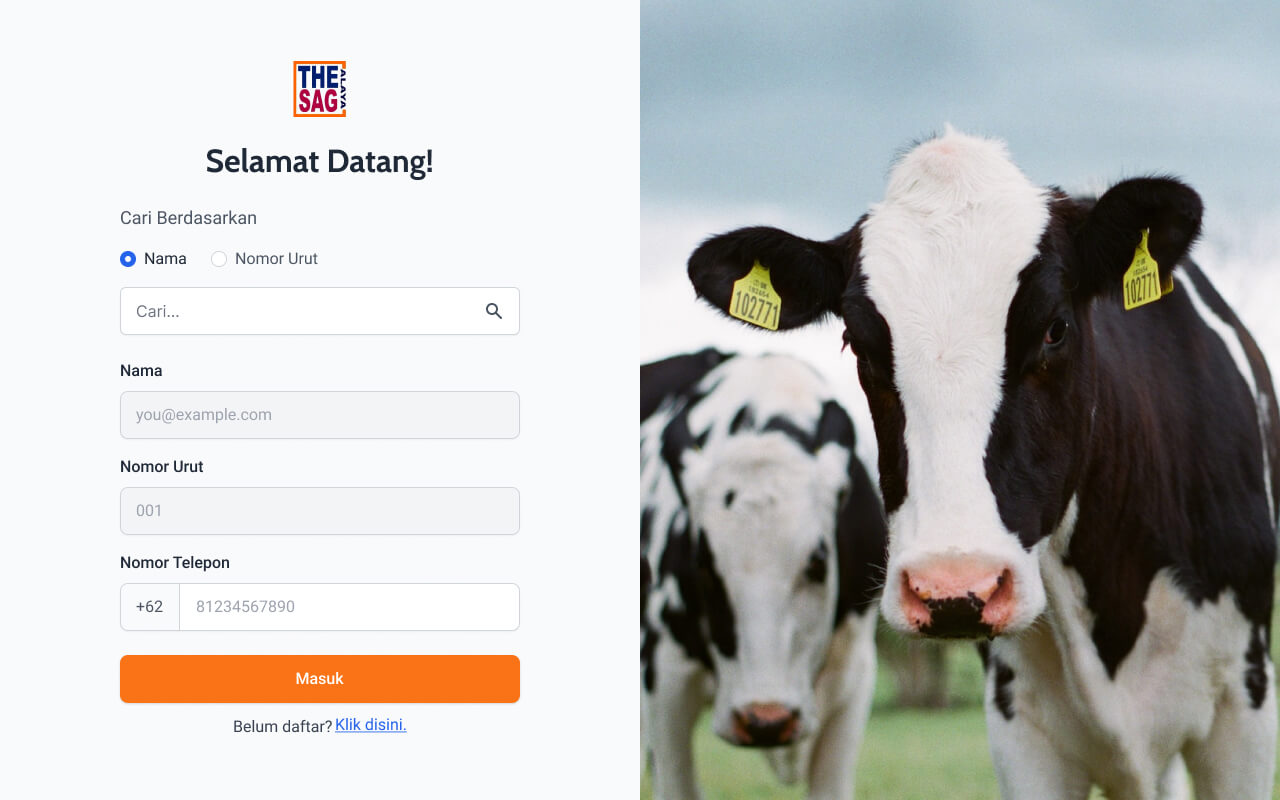 THE
SAG
ALAYA
Selamat Datang!
Cari Berdasarkan
Nama
Nomor Urut
Cari...
Nama
you@example.com
Nomor Urut
001
Nomor Telepon
+62
81234567890
Masuk
Belum daftar? Klik disini.
102771
102771